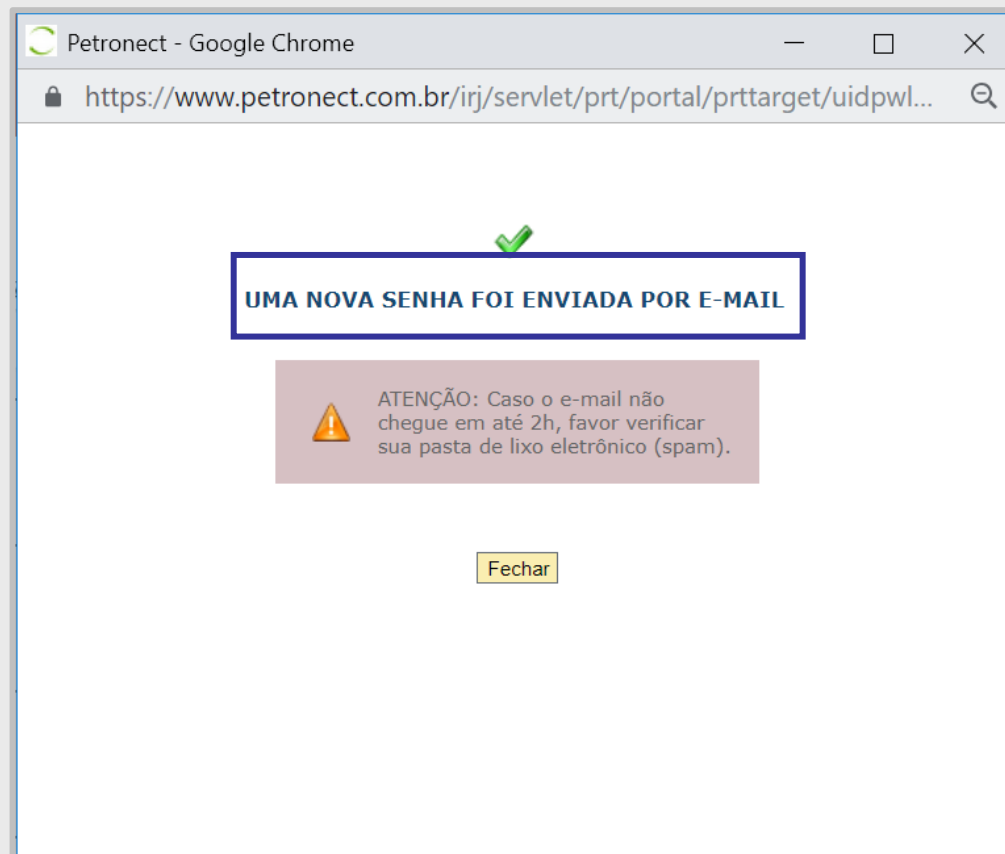 Petronect - Google Chrome
https://www.petronect.com.br/irj/servlet/prt/portal/prttarget/uidpwl...
UMA NOVA SENHA FOI ENVIADA POR E-MAIL
ATENÇÃO: Caso o e-mail não
chegue em até 2h, favor verificar
sua pasta de lixo eletrônico (spam).
Fechar